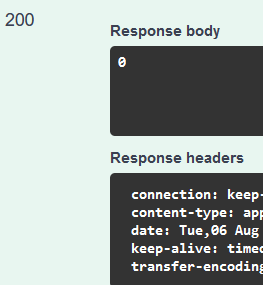 200
Response body
0
Response headers
connection: keep-
content-type: app
date: Tue,06 Aug
keep-alive: timeo
transfer-encoding